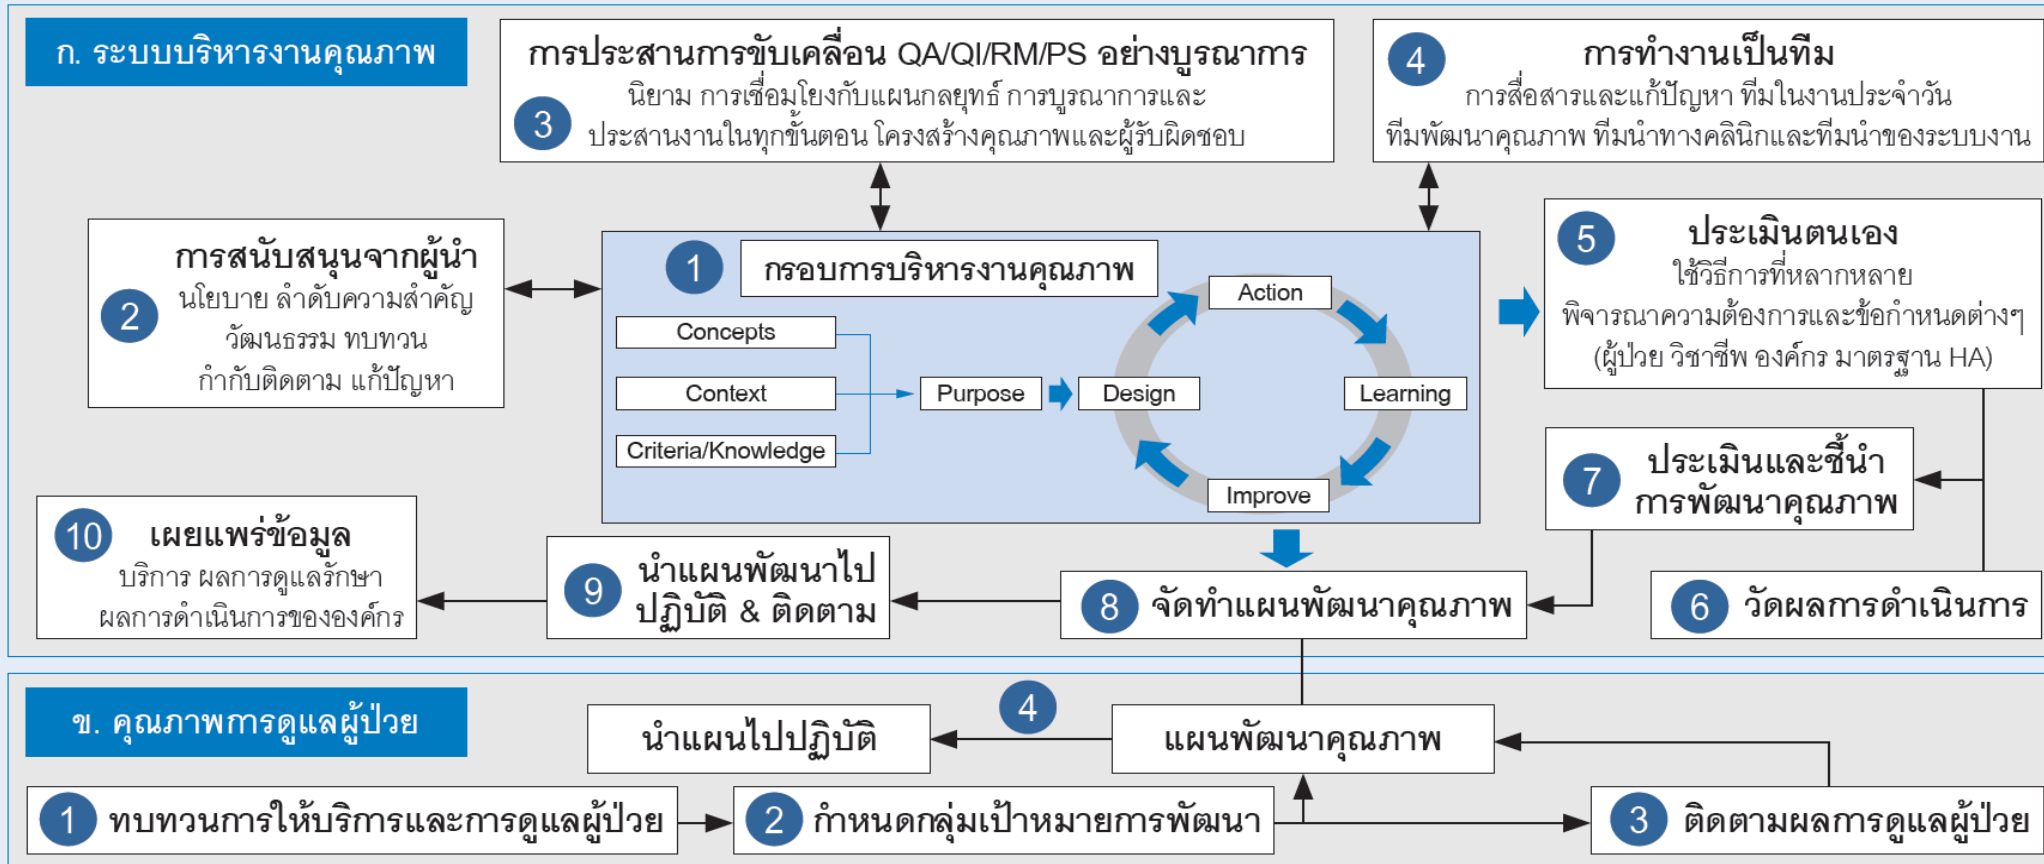 ก. ระบบบริหารงานคุณภาพ
การประสานการขับเคลื่อน QA/QI/RM/PS อย่างบูรณาการ
3
นิยาม การเชื่อมโยงกับแผนกลยุทธ์ การบูรณาการและ
ประสานงานในทุกขั้นตอน โครงสร้างคุณภาพและผู้รับผิดชอบ
4
การทำงานเป็นทีม
การสื่อสารและแก้ปัญหา ทีมในงานประจำวัน
ทีมพัฒนาคุณภาพ ทีมนำทางคลินิกและทีมนำของระบบงาน
2
การสนับสนุนจากผู้นำ
นโยบาย ลำดับความสำคัญ
วัฒนธรรม ทบทวน
กำกับติดตาม แก้ปัญหา
1
กรอบการบริหารงานคุณภาพ
Concepts
Context
Criteria/Knowledge
Purpose
Design
Action
Learning
Improve
5
ประเมินตนเอง
ใช้วิธีการที่หลากหลาย
พิจารณาความต้องการและข้อกำหนดต่างๆ
(ผู้ป่วย วิชาชีพ องค์กร มาตรฐาน HA)
7
ประเมินและชี้นำ
การพัฒนาคุณภาพ
6 วัดผลการดำเนินการ
8 จัดทำแผนพัฒนาคุณภาพ
9
นำแผนพัฒนาไป
ปฏิบัติ & ติดตาม
10
เผยแพร่ข้อมูล
บริการ ผลการดูแลรักษา
ผลการดำเนินการขององค์กร
ข. คุณภาพการดูแลผู้ป่วย
นำแผนไปปฏิบัติ
4
แผนพัฒนาคุณภาพ
1 ทบทวนการให้บริการและการดูแลผู้ป่วย
2 กำหนดกลุ่มเป้าหมายการพัฒนา
3 ติดตามผลการดูแลผู้ป่วย